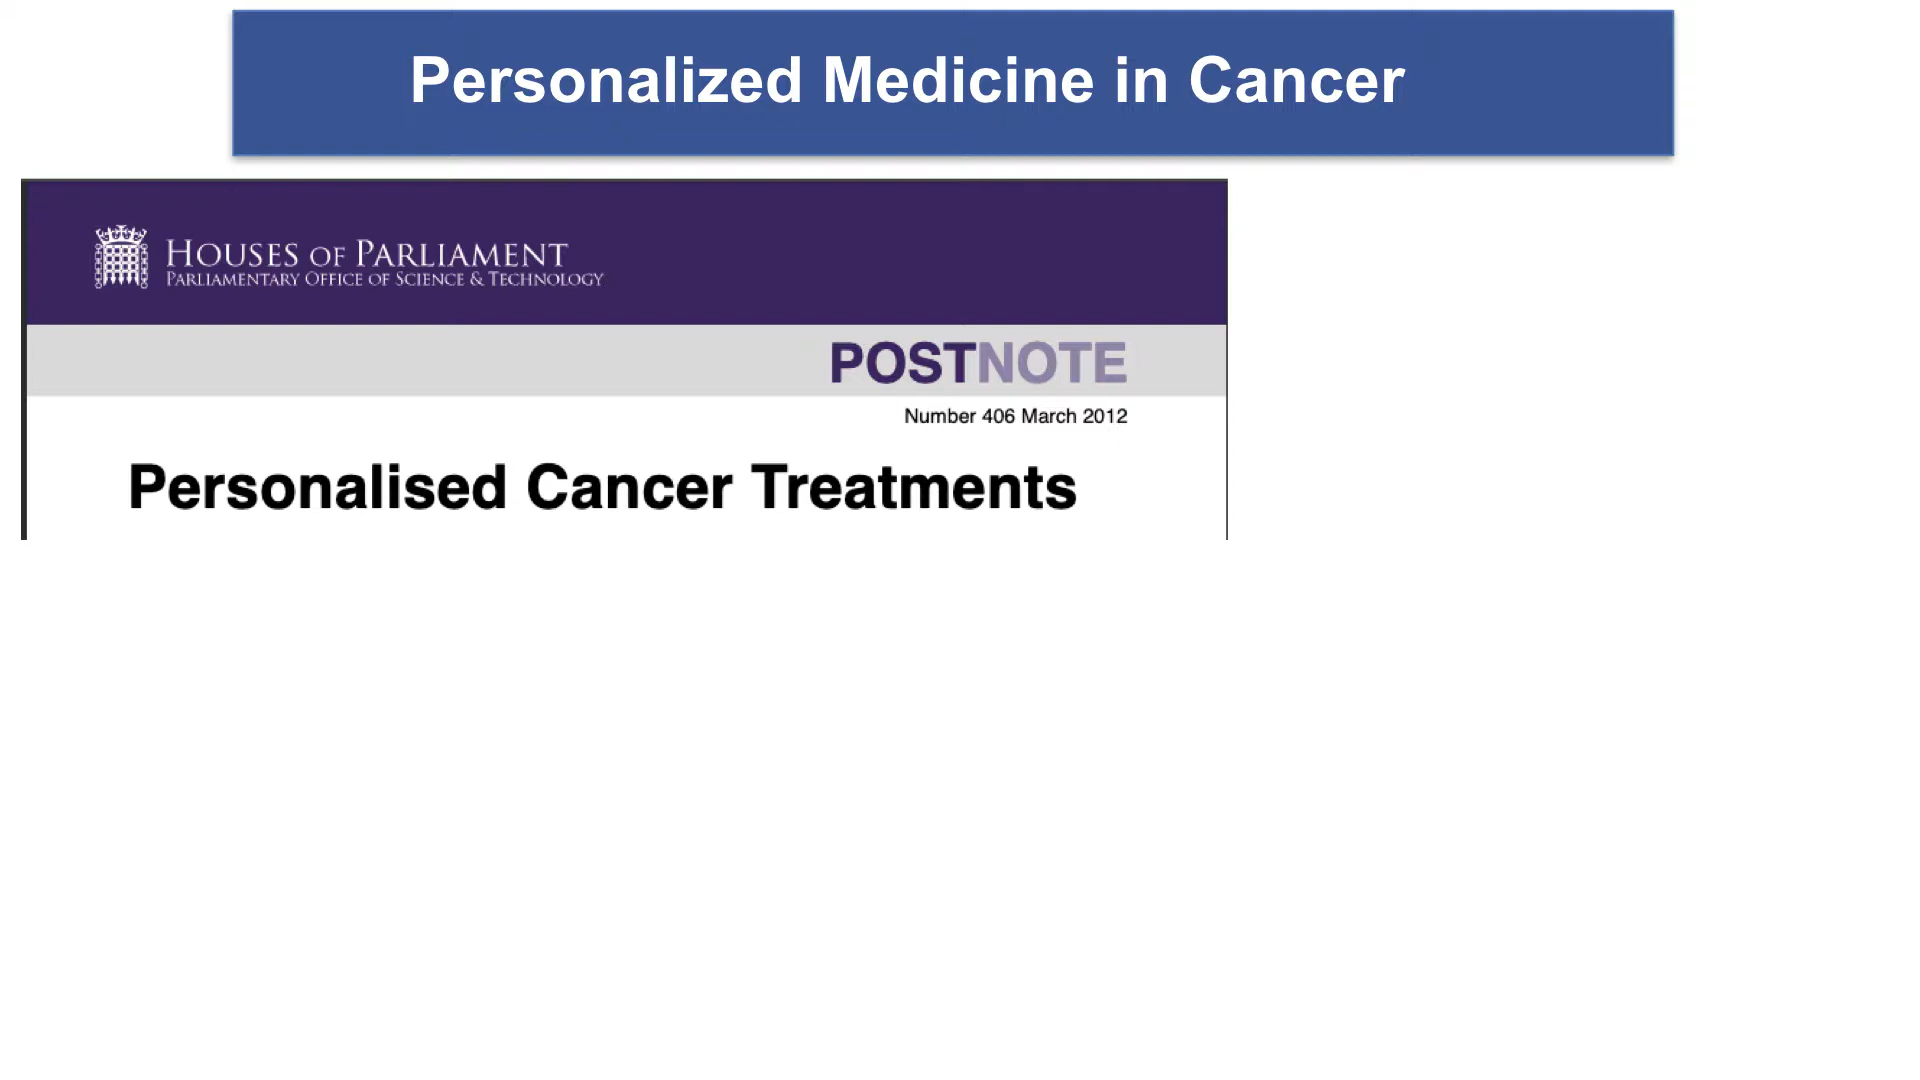 Personalized Medicine in Cancer
HOUSES OF PARLIAMENT
PARLIAMENTARY OFFICE OF SCIENCE & TECHNOLOGY
POSTNOTE
Number 406 March 2012
Personalised Cancer Treatments